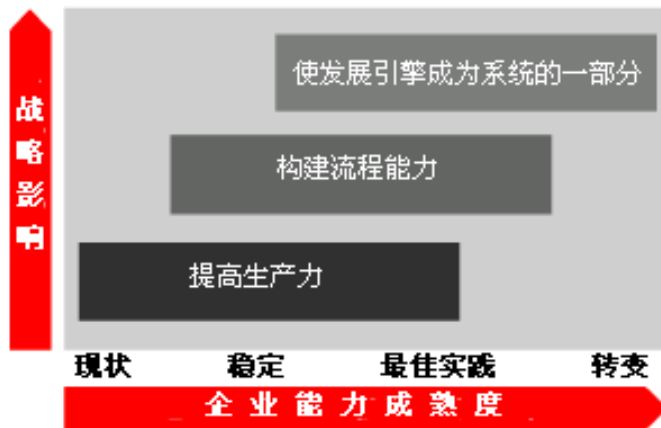 战略影响
使发展引擎成为系统的一部分
构建流程能力
提高生产力
现状 稳定 最佳实践 转变
企业能力成熟度